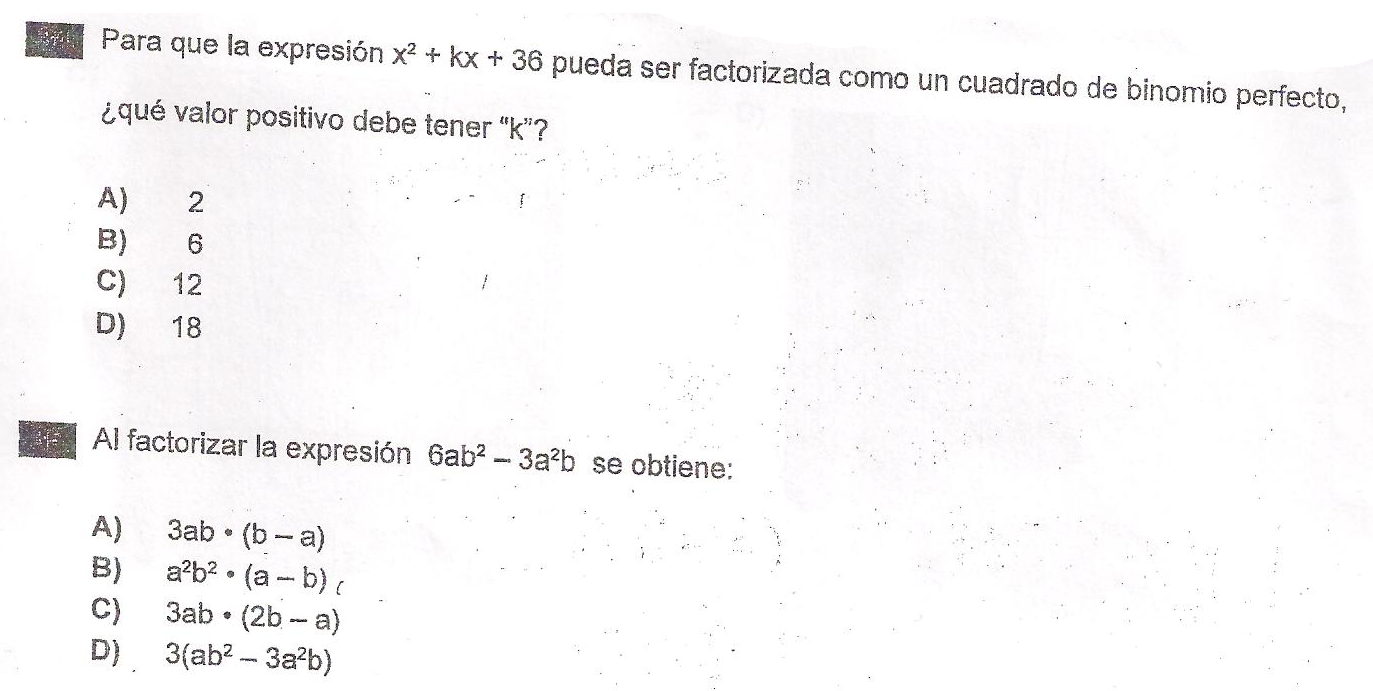 Para que la expresión x² + kx + 36 pueda ser factorizada como un cuadrado de binomio perfecto,
¿qué valor positivo debe tener “k”?
A) 2
B) 6
C) 12
D) 18
Al factorizar la expresión 6ab² – 3a²b se obtiene:
A) 3ab • (b – a)
B) a²b² • (a – b)
C) 3ab • (2b – a)
D) 3(ab² – 3a²b)